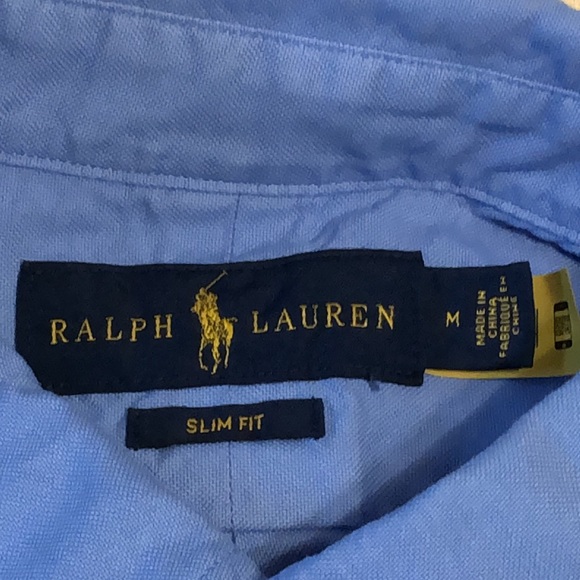 RALPH LAUREN
M
MADE IN
CHINA
FABRIQUÉ EN
CHINE
SLIM FIT